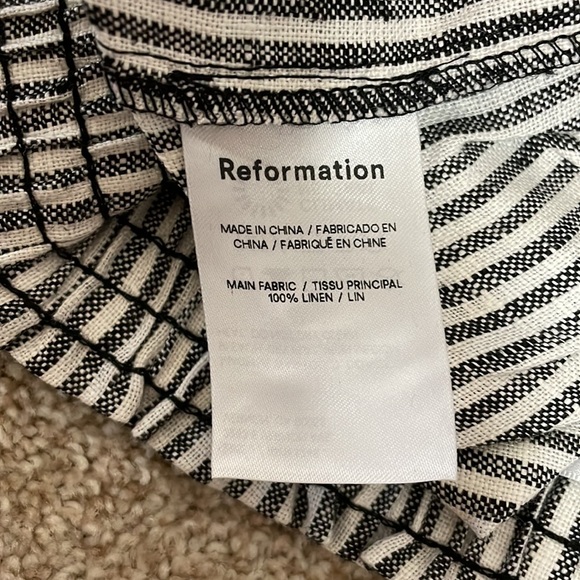 Reformation
MADE IN CHINA / FABRICADO EN
CHINA / FABRIQUÉ EN CHINE
MAIN FABRIC / TISSU PRINCIPAL
100% LINEN / LIN